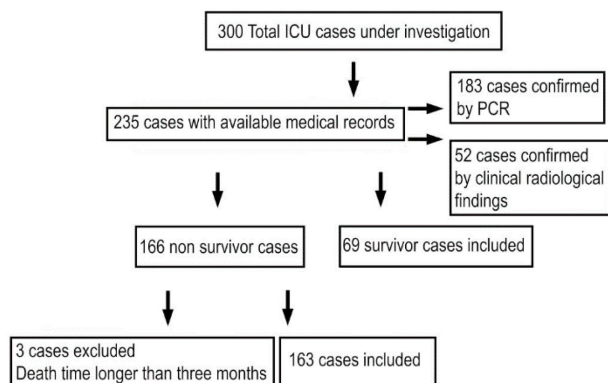 300 Total ICU cases under investigation
183 cases confirmed
by PCR
235 cases with available medical records
52 cases confirmed
by clinical radiological
findings
166 non survivor cases
69 survivor cases included
3 cases excluded
Death time longer than three months
163 cases included